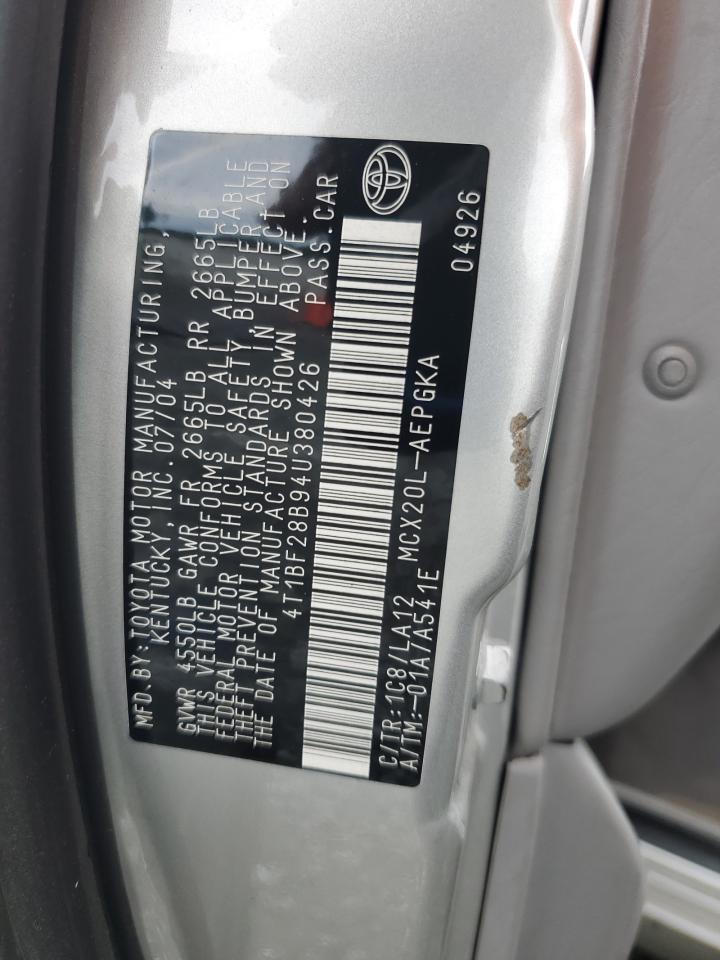 MFD.BY:TOYOTA MOTOR MANUFACTURING,
KENTUCKY,INC.07/04
GVWR 4550LB GAWR FR 2665LB RR 2665LB
THIS VEHICLE CONFORMS TO ALL APPLICABLE
FEDERAL MOTOR VEHICLE SAFETY,BUMPER,AND
THEFT PREVENTION STANDARDS IN EFFECT ON
THE DATE OF MANUFACTURE SHOWN ABOVE.
4T1BF28B94U380426 PASS.CAR
C/TR:1C8/LA12 MCX20L-AEPGKA
A/TM:-01A/A541E 04926